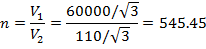 n = V₁/V₂ = (60000/√3)/(110/√3) = 545.45